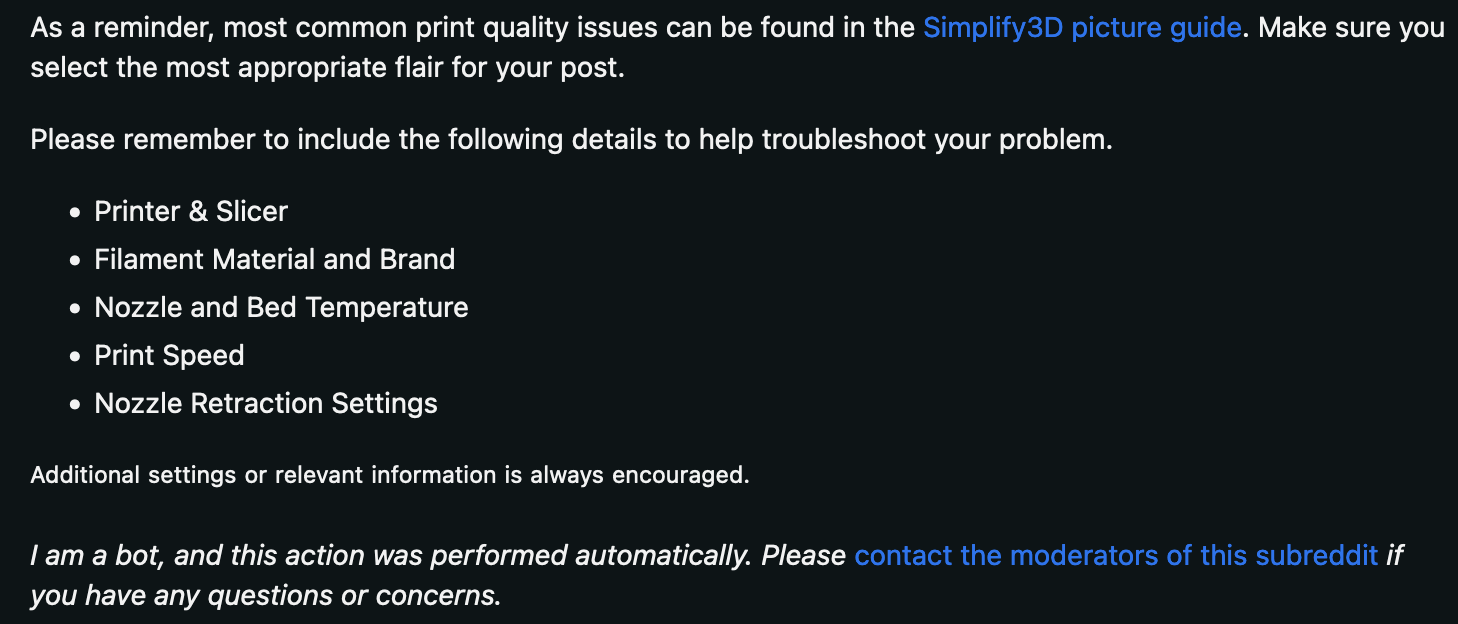 As a reminder, most common print quality issues can be found in the Simplify3D picture guide. Make sure you
select the most appropriate flair for your post.
Please remember to include the following details to help troubleshoot your problem.
• Printer & Slicer
• Filament Material and Brand
• Nozzle and Bed Temperature
• Print Speed
• Nozzle Retraction Settings
Additional settings or relevant information is always encouraged.
I am a bot, and this action was performed automatically. Please contact the moderators of this subreddit if
you have any questions or concerns.